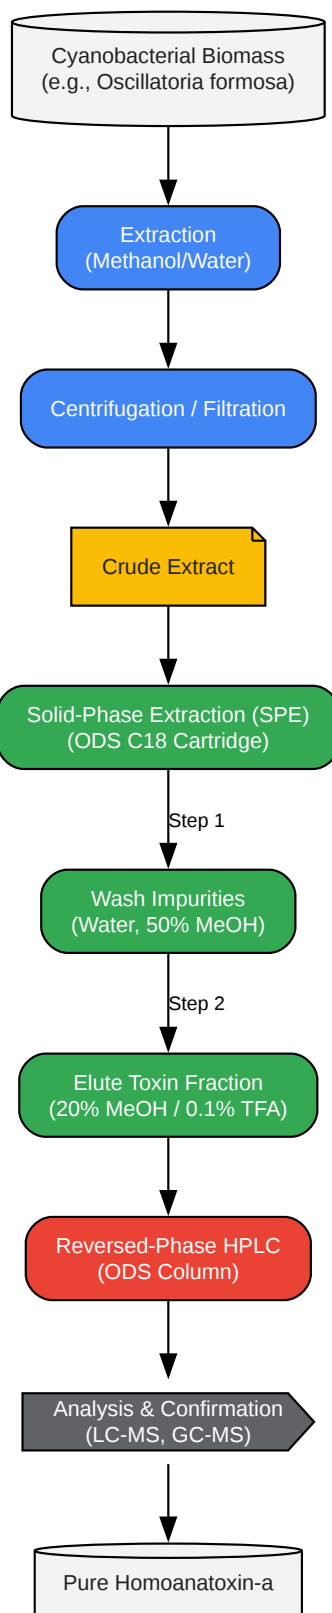 Cyanobacterial Biomass
(e.g., Oscillatoria formosa)
Extraction
(Methanol/Water)
Centrifugation / Filtration
Crude Extract
Solid-Phase Extraction (SPE)
(ODS C18 Cartridge)
Step 1
Wash Impurities
(Water, 50% MeOH)
Step 2
Elute Toxin Fraction
(20% MeOH / 0.1% TFA)
Reversed-Phase HPLC
(ODS Column)
Analysis & Confirmation
(LC-MS, GC-MS)
Pure Homoanatoxin-a